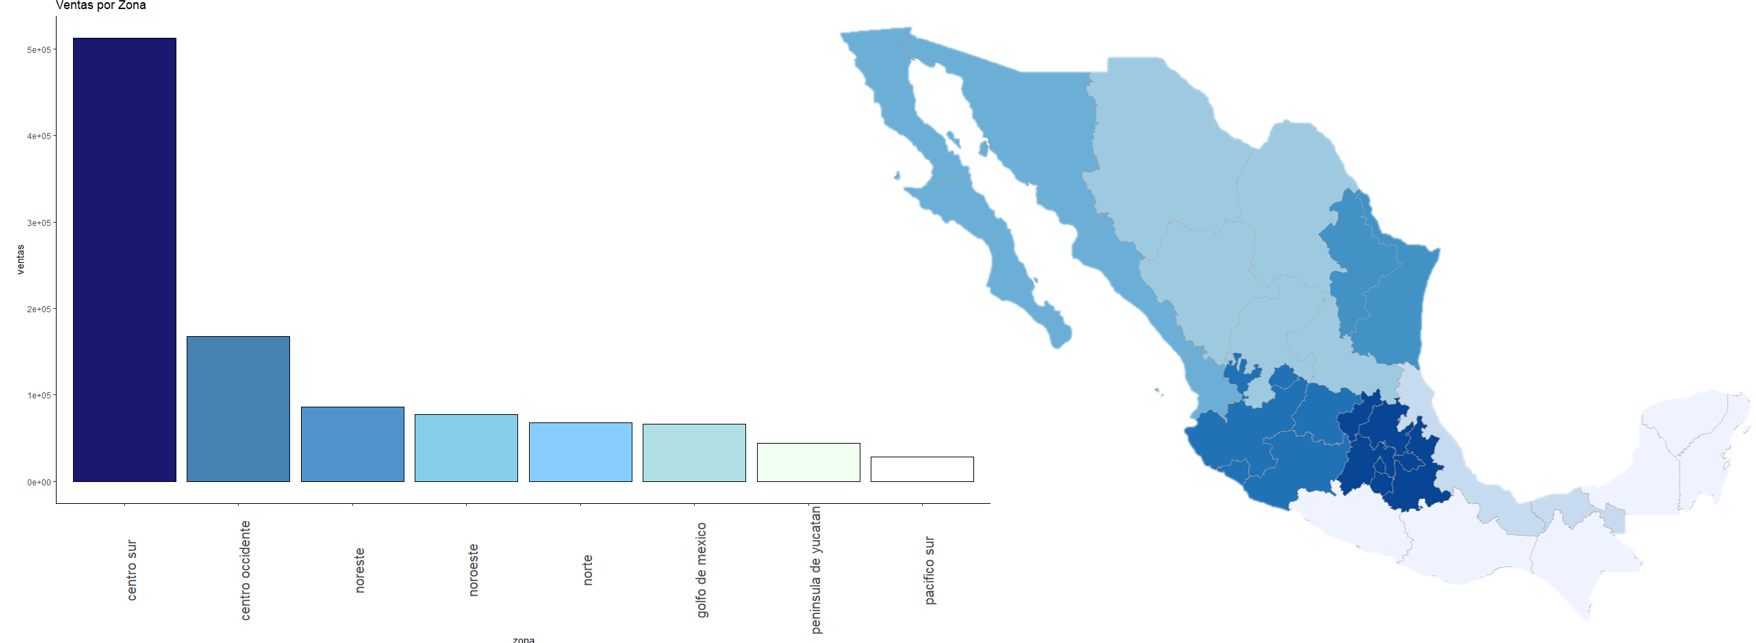 Ventas por Zona
5e+05
4e+05
3e+05
2e+05
1e+05
0e+00
ventas
centro sur
centro occidente
noreste
noroeste
norte
golfo de mexico
peninsula de yucatan
pacifico sur
zona